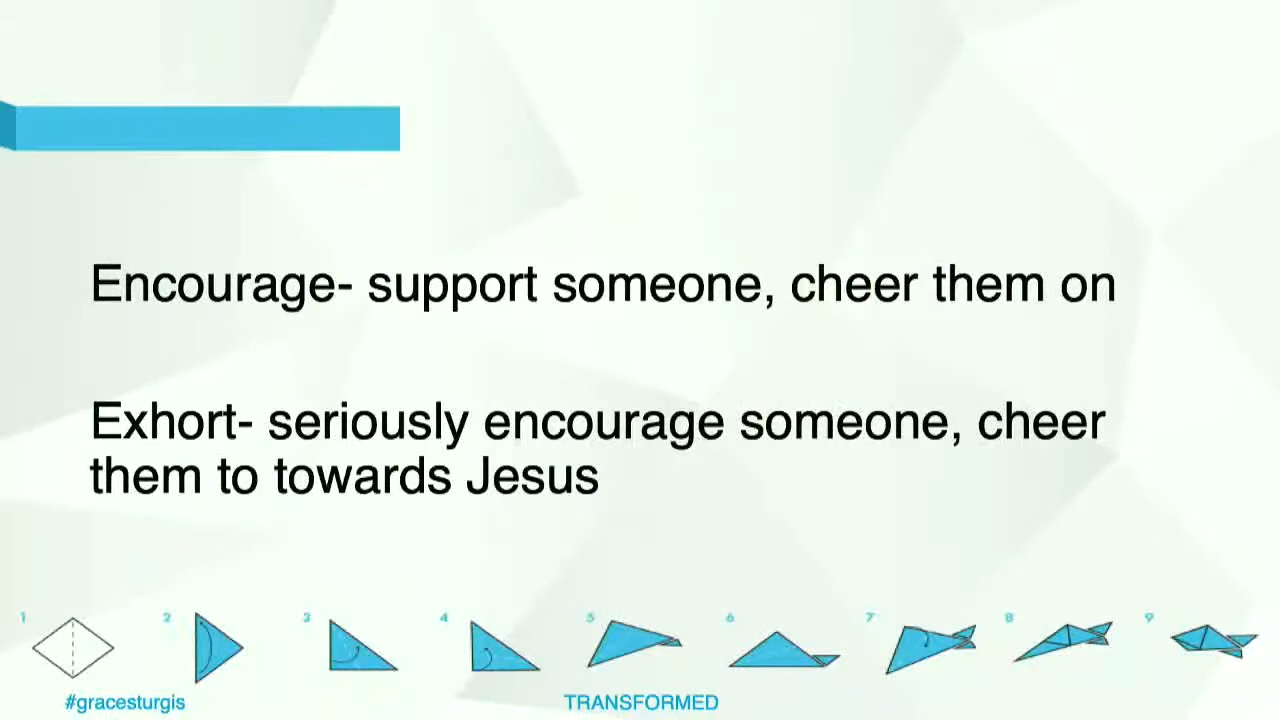 Encourage- support someone, cheer them on
Exhort- seriously encourage someone, cheer
them to towards Jesus
1 2 3 4 5 6 7 8 9
#gracesturgis TRANSFORMED